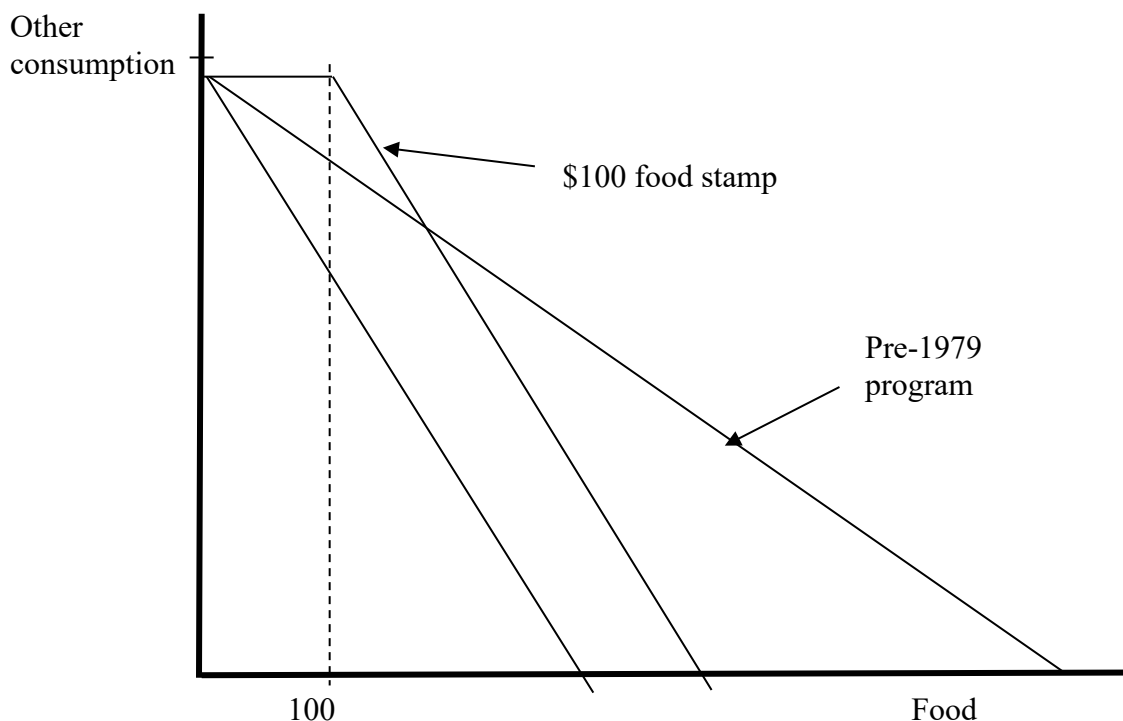 Other
consumption
$100 food stamp
Pre-1979
program
100
Food